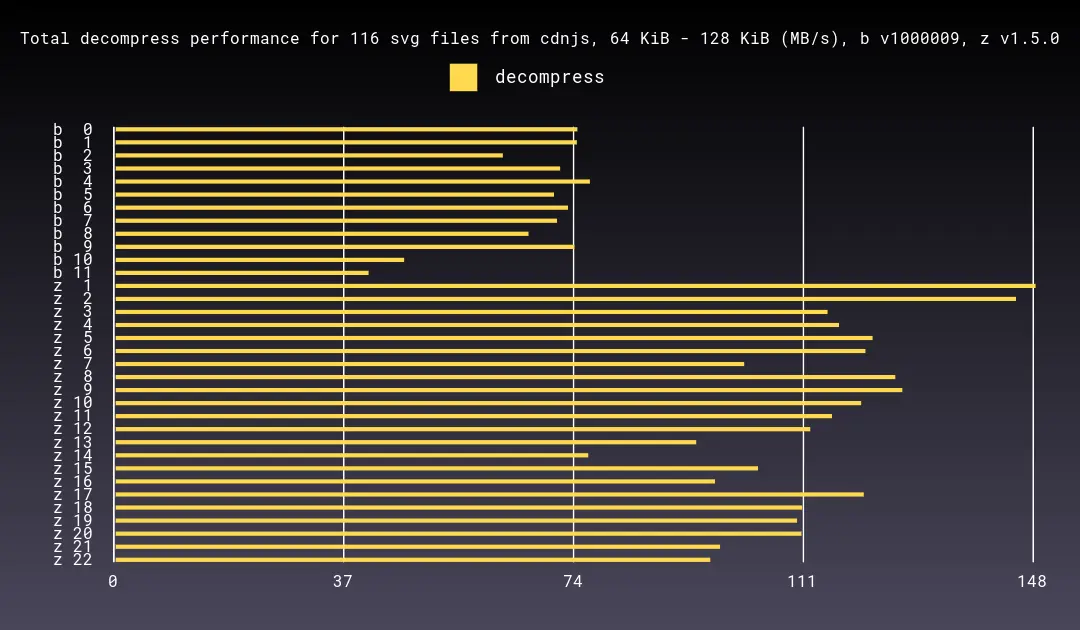 Total decompress performance for 116 svg files from cdnjs, 64 KiB - 128 KiB (MB/s), b v1000009, z v1.5.0
decompress
b 0
b 1
b 2
b 3
b 4
b 5
b 6
b 7
b 8
b 9
b 10
b 11
z 1
z 2
z 3
z 4
z 5
z 6
z 7
z 8
z 9
z 10
z 11
z 12
z 13
z 14
z 15
z 16
z 17
z 18
z 19
z 20
z 21
z 22
0 37 74 111 148